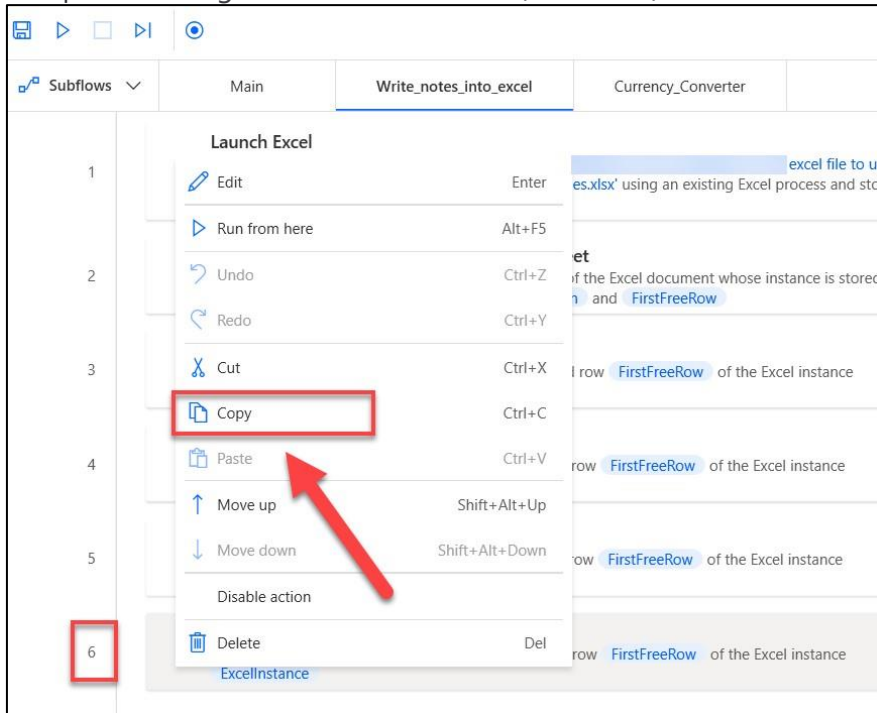 Subflows Main Write_notes_into_excel Currency_Converter
Launch Excel
1
excel file to u
es.xlsx' using an existing Excel process and sto
Edit Enter
Run from here Alt+F5
2
et
Undo Ctrl+Z
of the Excel document whose instance is stored
n and FirstFreeRow
Redo Ctrl+Y
3
Cut Ctrl+X
row FirstFreeRow of the Excel instance
Copy Ctrl+C
4
Paste Ctrl+V
row FirstFreeRow of the Excel instance
Move up Shift+Alt+Up
5
Move down Shift+Alt+Down
ow FirstFreeRow of the Excel instance
Disable action
6
Delete Del
row FirstFreeRow of the Excel instance
ExcelInstance